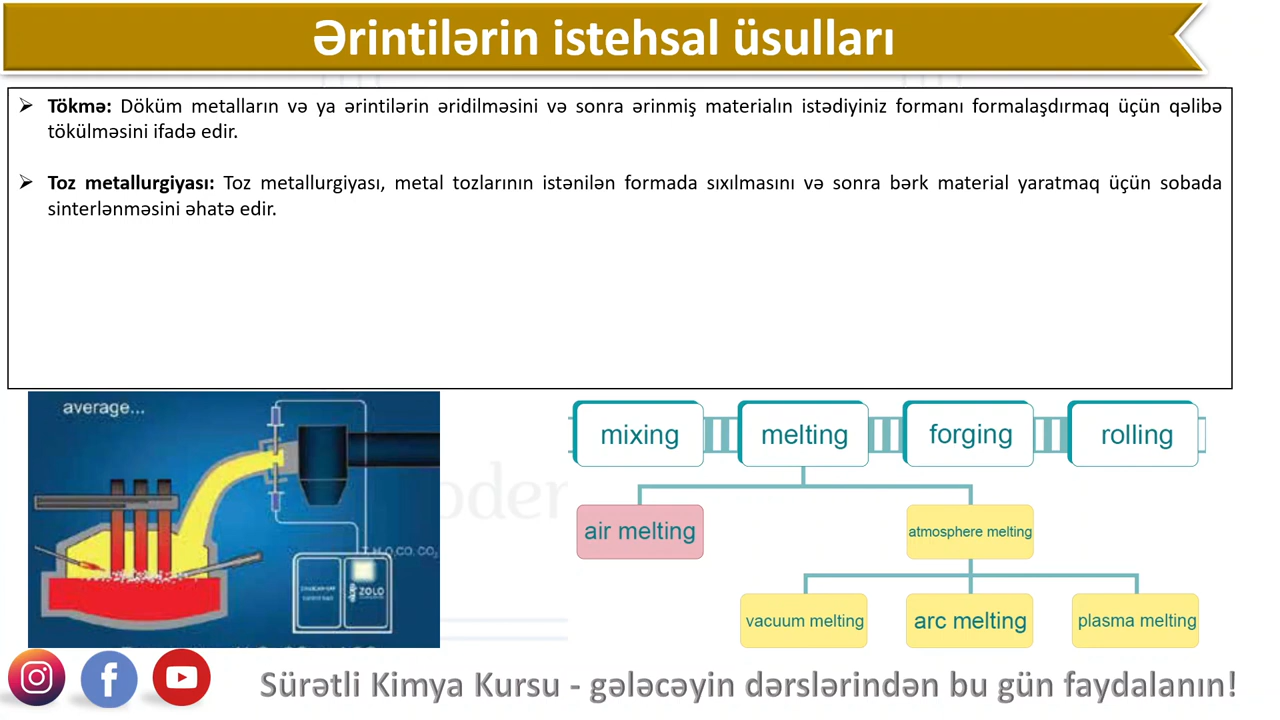 Ərintilərin istehsal üsulları
➢ Tökmə: Döküm metalların və ya ərintilərin əridilməsini və sonra ərinmiş materialın istədiyiniz formanı formalaşdırmaq üçün qəlibə
tökülməsini ifadə edir.
➢ Toz metallurgiyası: Toz metallurgiyası, metal tozlarının istənilən formada sıxılmasını və sonra bərk material yaratmaq üçün sobada
sinterlənməsini əhatə edir.
average...
ZOLO
mixing
melting
forging
rolling
air melting
atmosphere melting
vacuum melting
arc melting
plasma melting
Sürətli Kimya Kursu - gələcəyin dərslərindən bu gün faydalanın!